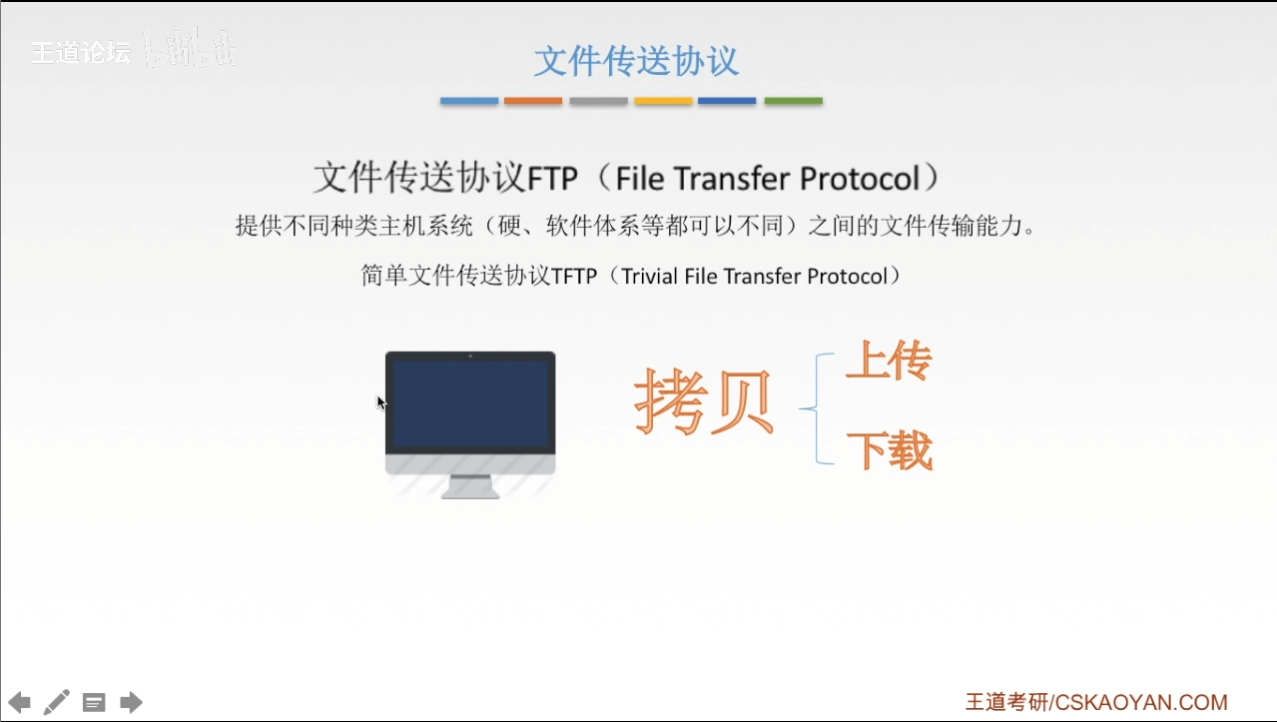 王道论坛 bilibili
文件传送协议
文件传送协议FTP（File Transfer Protocol）
提供不同种类主机系统（硬、软件体系等都可以不同）之间的文件传输能力。
简单文件传送协议TFTP（Trivial File Transfer Protocol）
拷贝
上传
下载
王道考研/CSKAOYAN.COM